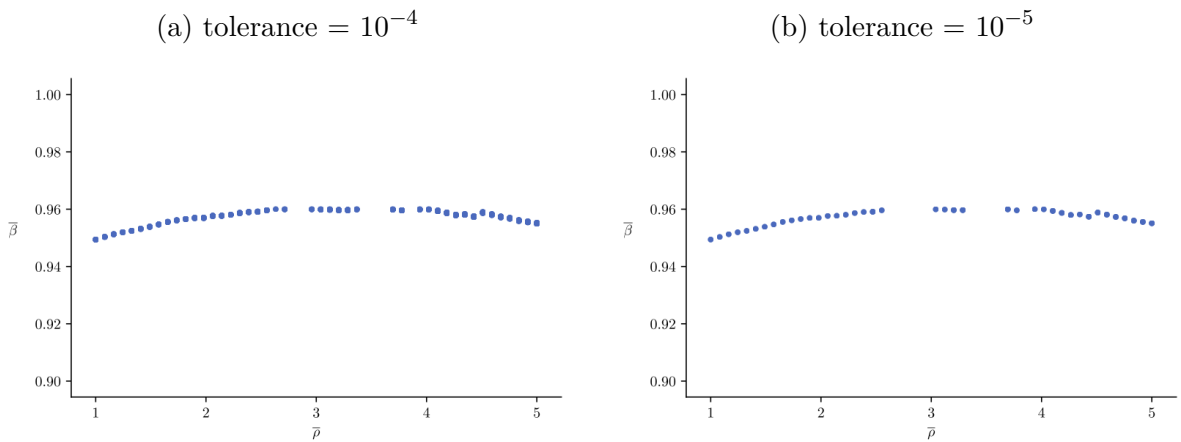 (a) tolerance = 10⁻⁴
1.00
0.98
0.96
β̄
0.94
0.92
0.90
1 2 3 4 5
ρ̄
(b) tolerance = 10⁻⁵
1.00
0.98
0.96
β̄
0.94
0.92
0.90
1 2 3 4 5
ρ̄